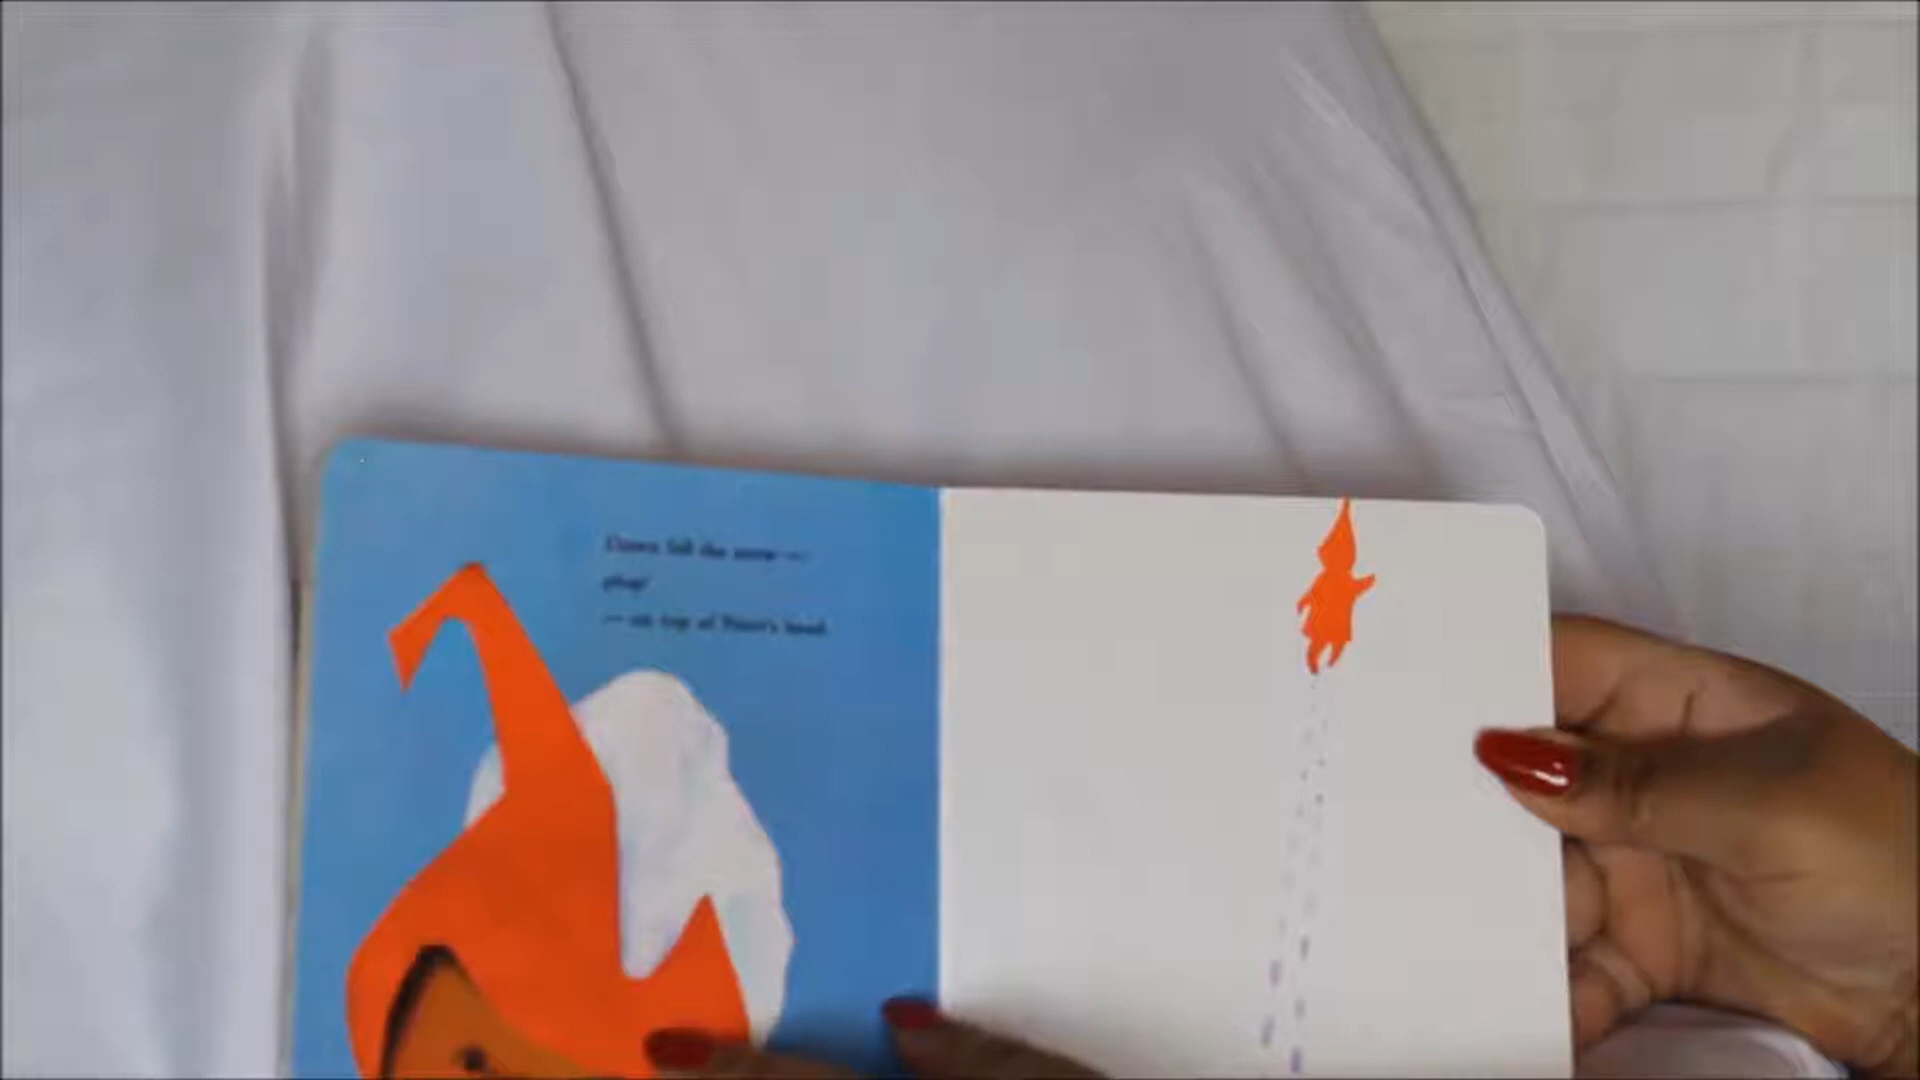 Down fell the snow —
plop!
— on top of Peter's head.